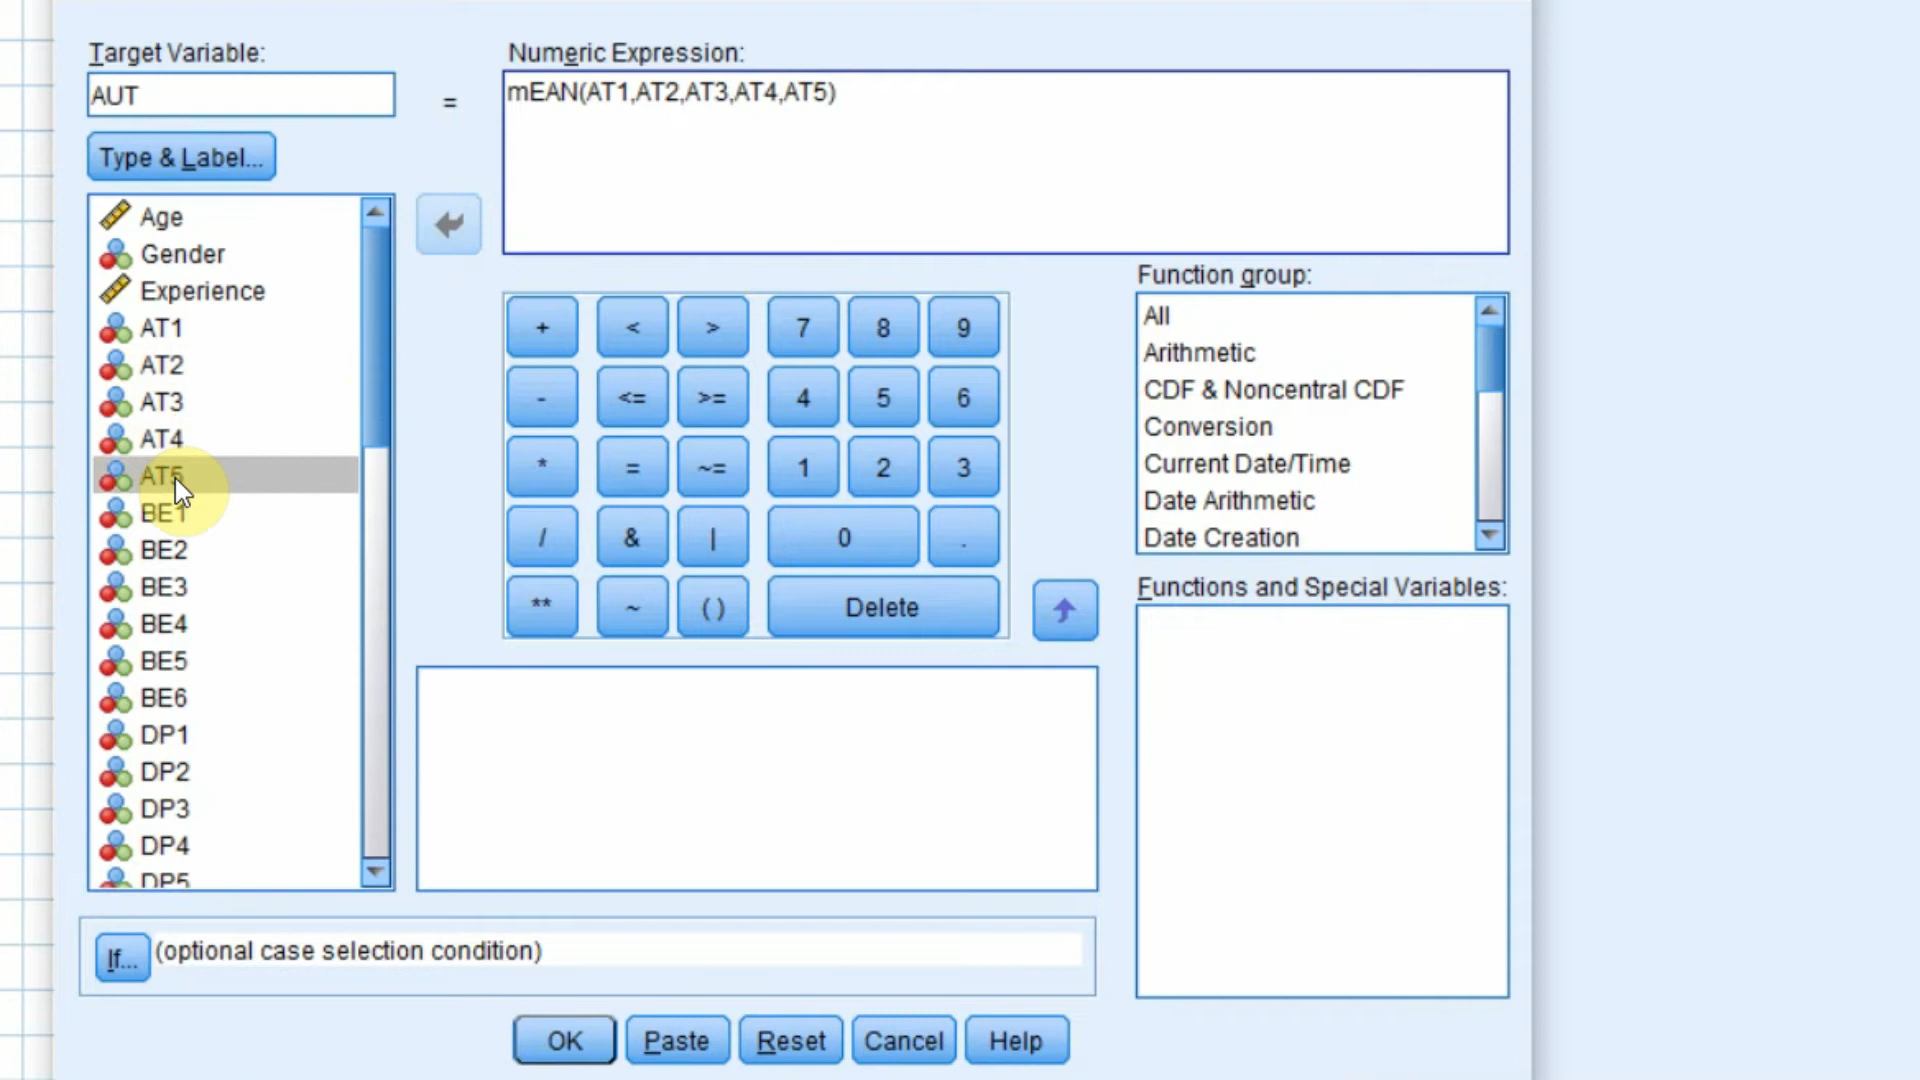 Target Variable:
Numeric Expression:
AUT
=
mEAN(AT1,AT2,AT3,AT4,AT5)
Type & Label...
Age
Gender
Experience
AT1
AT2
AT3
AT4
AT5
BE1
BE2
BE3
BE4
BE5
BE6
DP1
DP2
DP3
DP4
DP5
+ < > 7 8 9
- <= >= 4 5 6
* = ~= 1 2 3
/ & | 0 .
** ~ ( ) Delete
Function group:
All
Arithmetic
CDF & Noncentral CDF
Conversion
Current Date/Time
Date Arithmetic
Date Creation
Functions and Special Variables:
If... (optional case selection condition)
OK Paste Reset Cancel Help